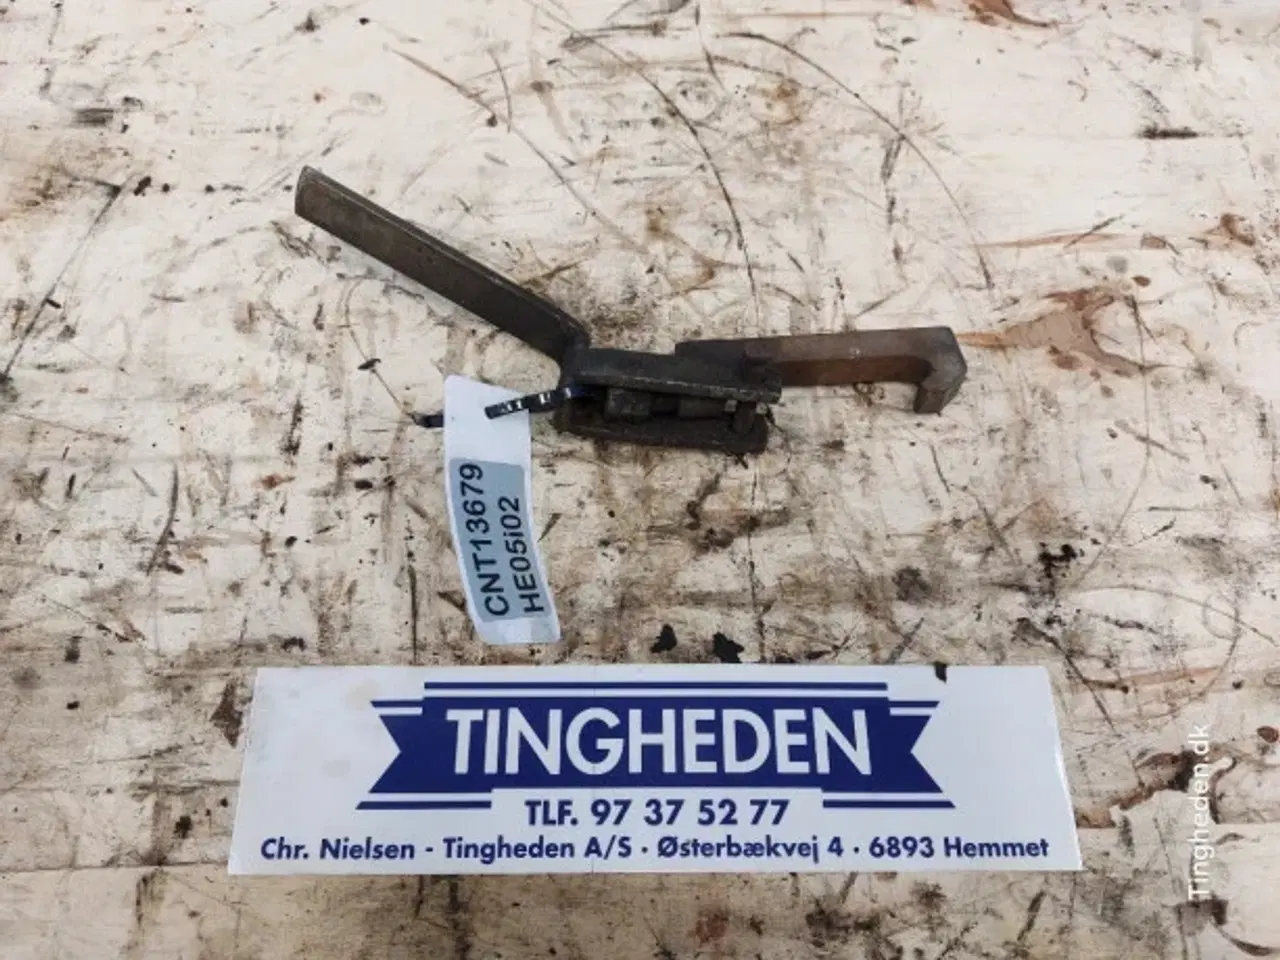 CNT13679
HE05i02
TINGHEDEN
TLF. 97 37 52 77
Chr. Nielsen - Tingheden A/S · Østerbækvej 4 · 6893 Hemmet
Tingheden.dk